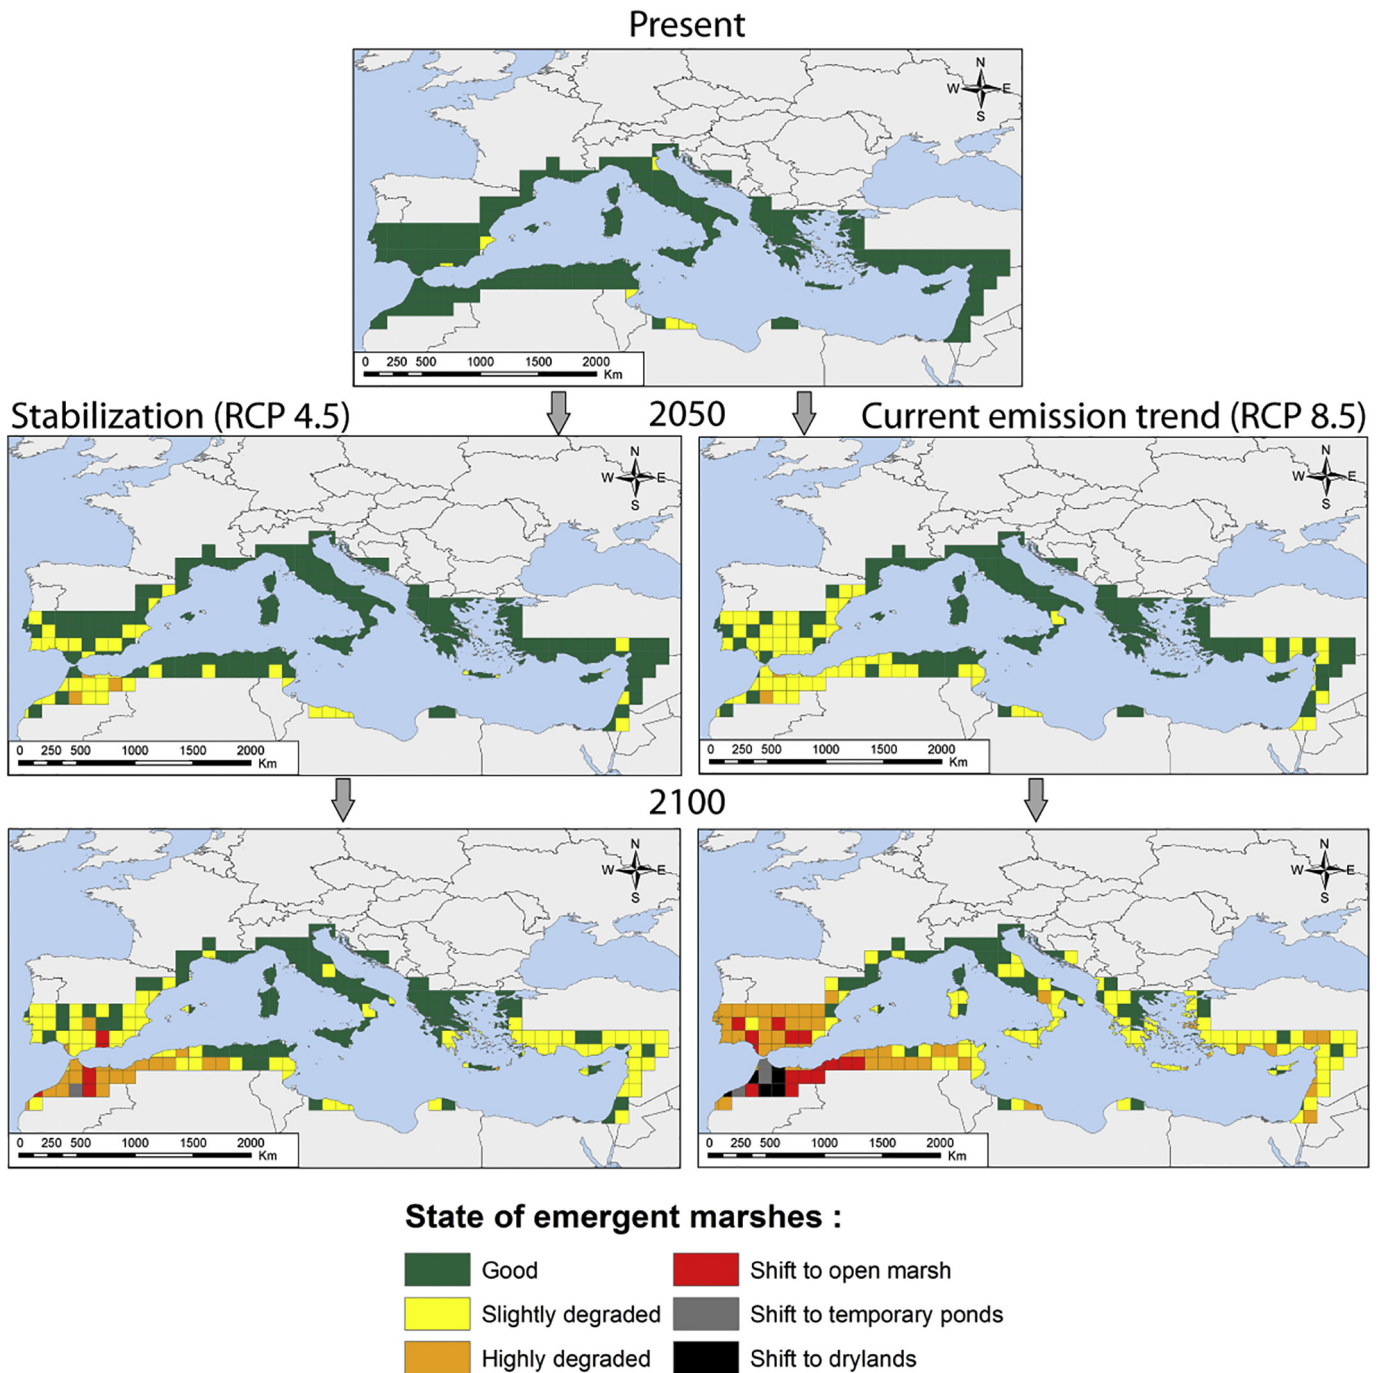 Present
N
W E
S
0 250 500 1000 1500 2000
Km
Stabilization (RCP 4.5)
2050
Current emission trend (RCP 8.5)
N
W E
S
0 250 500 1000 1500 2000
Km
N
W E
S
0 250 500 1000 1500 2000
Km
2100
N
W E
S
0 250 500 1000 1500 2000
Km
N
W E
S
0 250 500 1000 1500 2000
Km
State of emergent marshes :
Good
Shift to open marsh
Slightly degraded
Shift to temporary ponds
Highly degraded
Shift to drylands